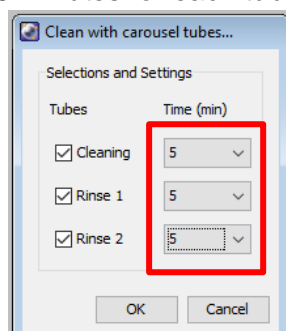 Clean with carousel tubes...
Selections and Settings
Tubes Time (min)
Cleaning 5
Rinse 1 5
Rinse 2 5
OK Cancel